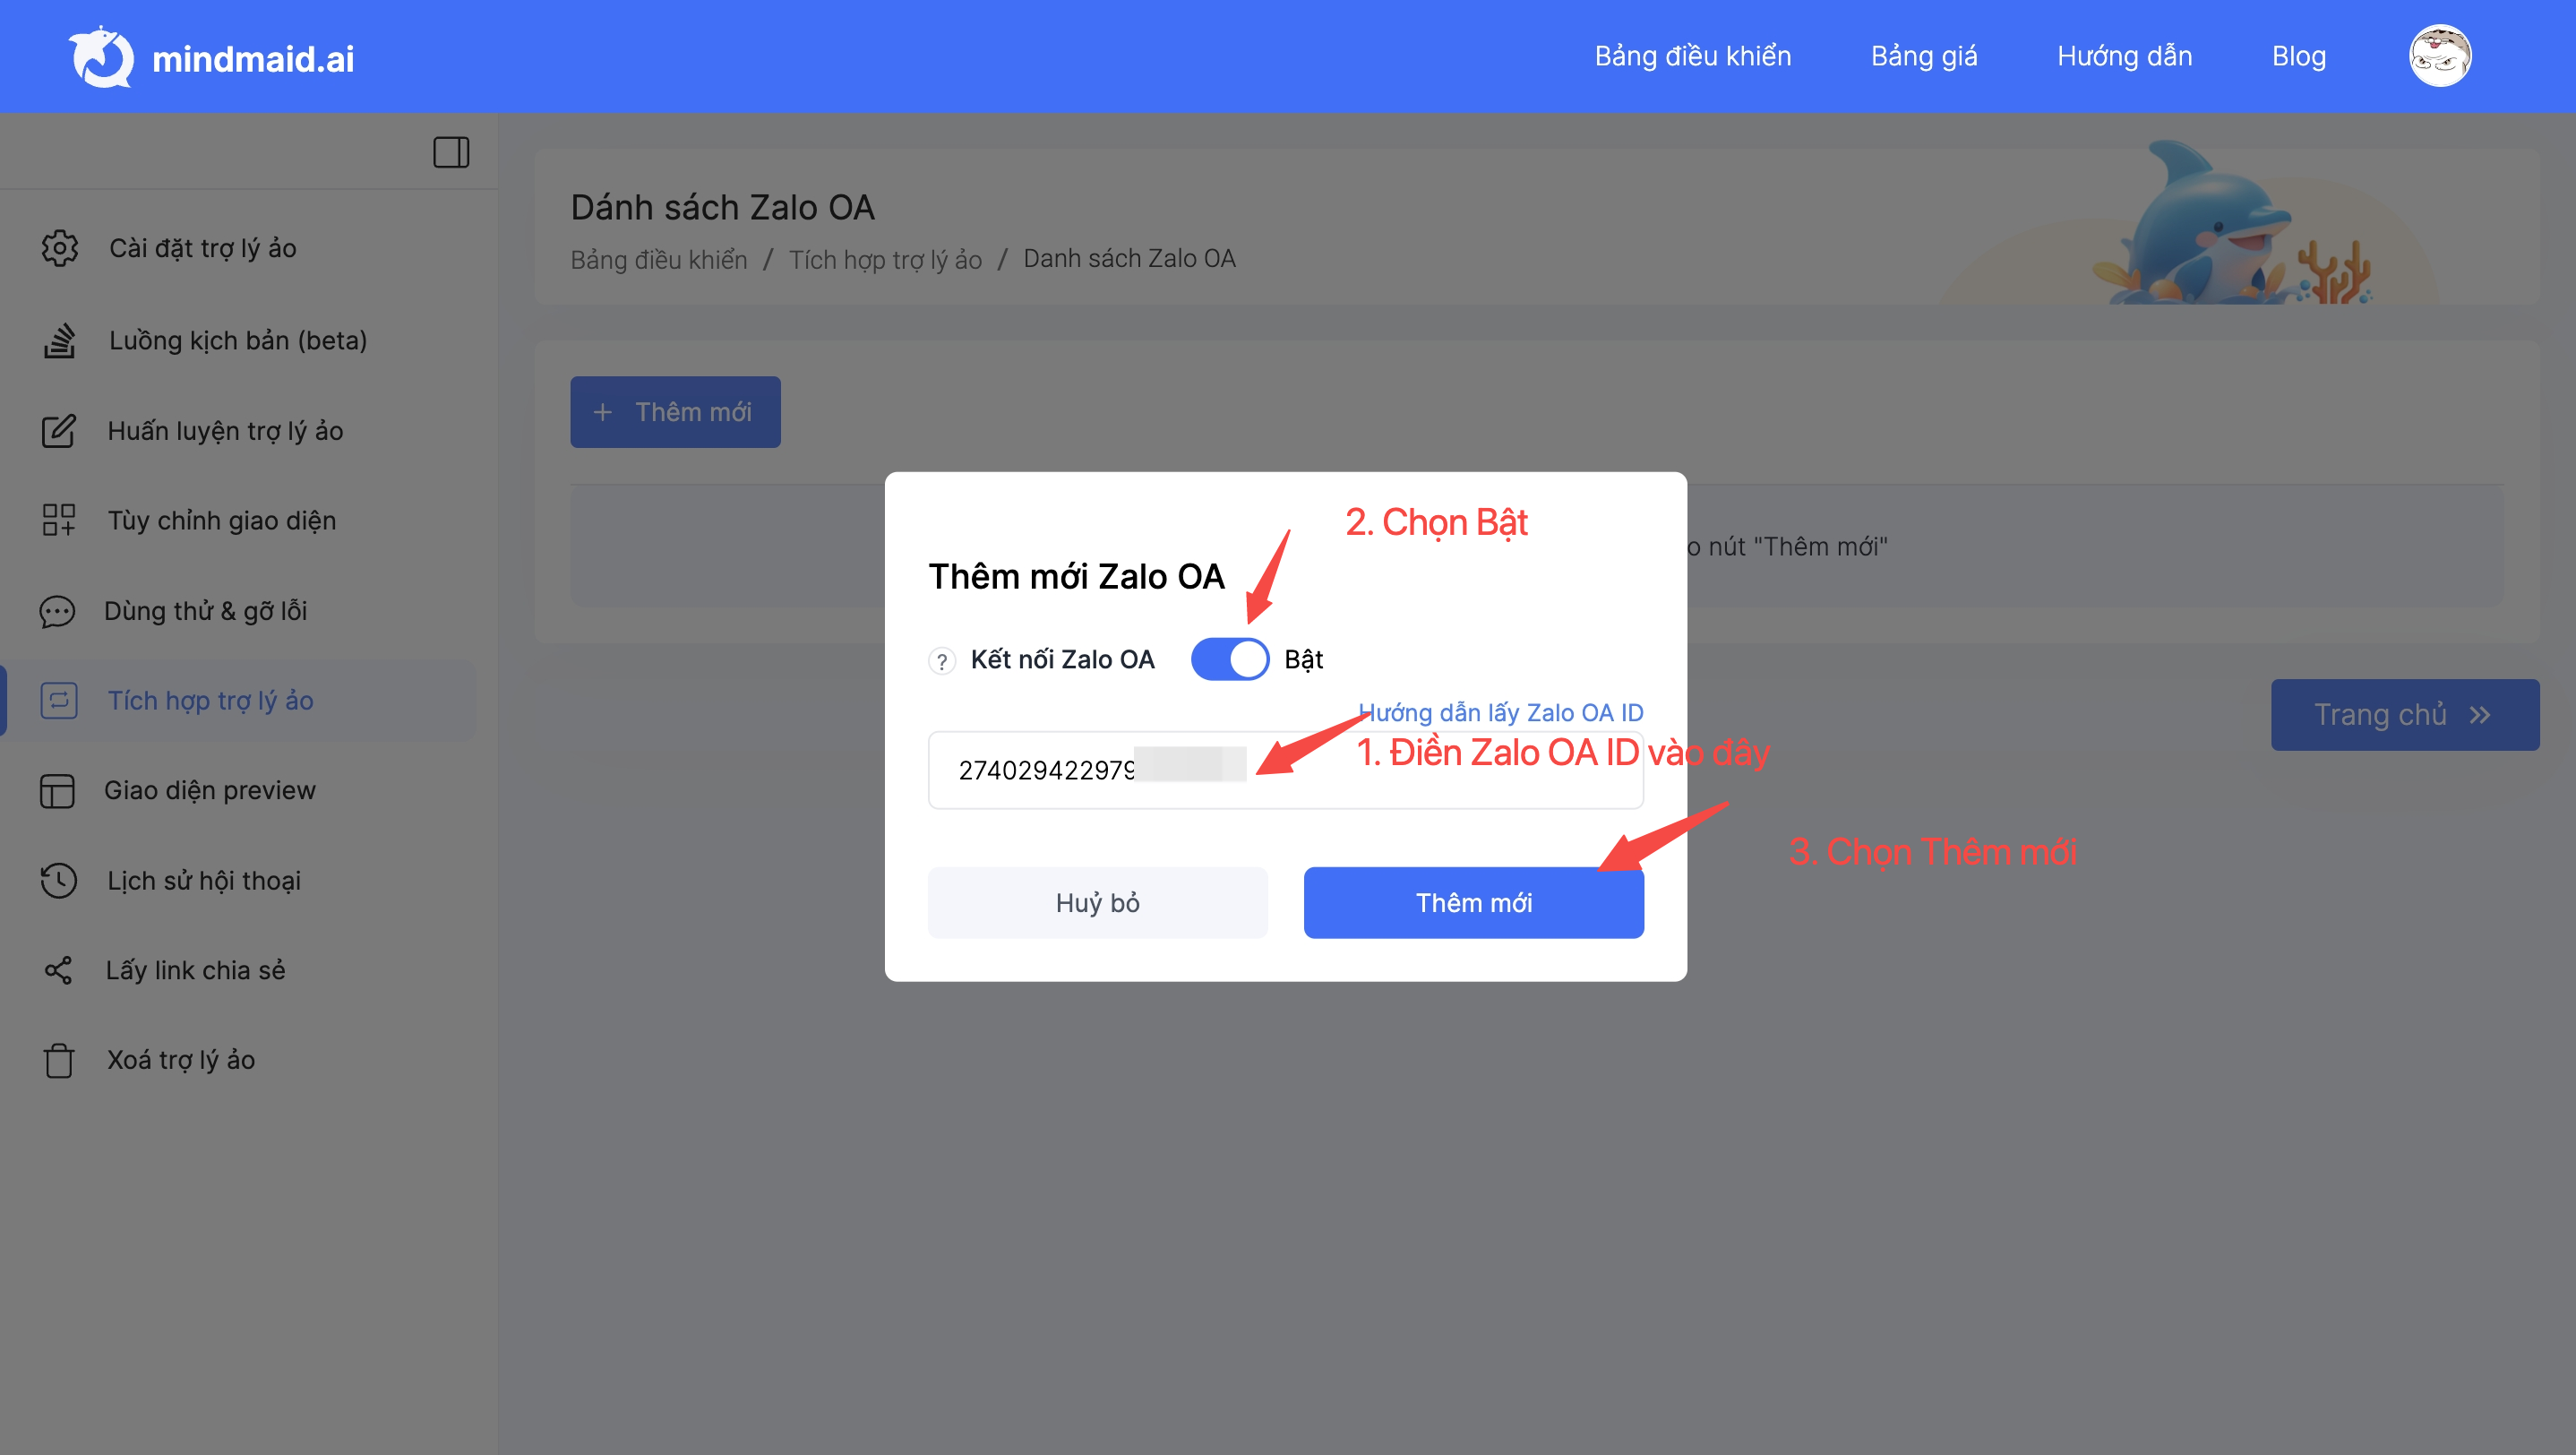 mindmaid.ai
Bảng điều khiển
Bảng giá
Hướng dẫn
Blog
Cài đặt trợ lý ảo
Luồng kịch bản (beta)
Huấn luyện trợ lý ảo
Tùy chỉnh giao diện
Dùng thử & gỡ lỗi
Tích hợp trợ lý ảo
Giao diện preview
Lịch sử hội thoại
Lấy link chia sẻ
Xoá trợ lý ảo
Dánh sách Zalo OA
Bảng điều khiển / Tích hợp trợ lý ảo / Danh sách Zalo OA
+ Thêm mới
nút "Thêm mới"
2. Chọn Bật
Thêm mới Zalo OA
? Kết nối Zalo OA Bật
Hướng dẫn lấy Zalo OA ID
1. Điền Zalo OA ID vào đây
274029422979
3. Chọn Thêm mới
Huỷ bỏ
Thêm mới
Trang chủ